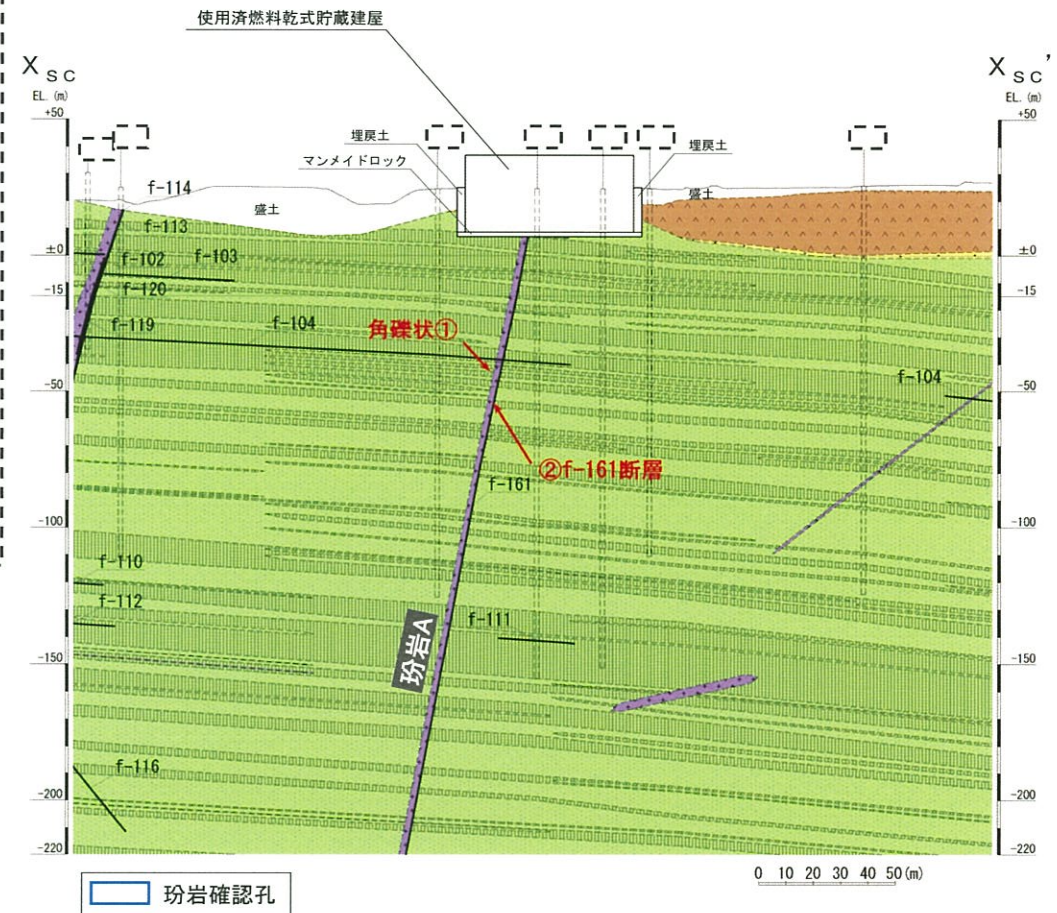 使用済燃料乾式貯蔵建屋
X SC
X SC'
EL. (m)
EL. (m)
+50
+50
埋戻土
埋戻土
マンメイドロック
f-114
盛土
盛土
f-113
±0
±0
f-102
f-103
-15
-15
f-120
f-119
f-104
角礫状①
f-104
-50
-50
②f-161断層
f-161
-100
-100
f-110
f-112
f-111
玢岩A
-150
-150
f-116
-200
-200
-220
-220
0 10 20 30 40 50(m)
玢岩確認孔